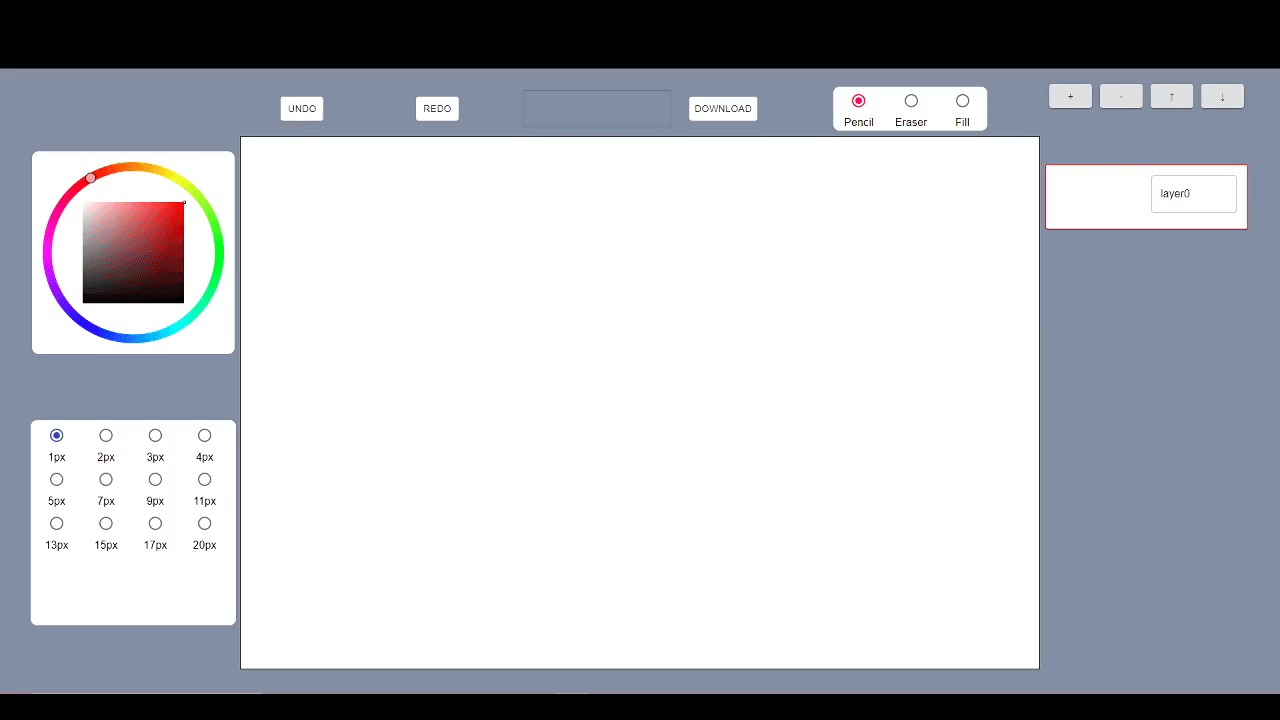 UNDO REDO DOWNLOAD
Pencil Eraser Fill
+ - ↑ ↓
layer0
1px 2px 3px 4px
5px 7px 9px 11px
13px 15px 17px 20px